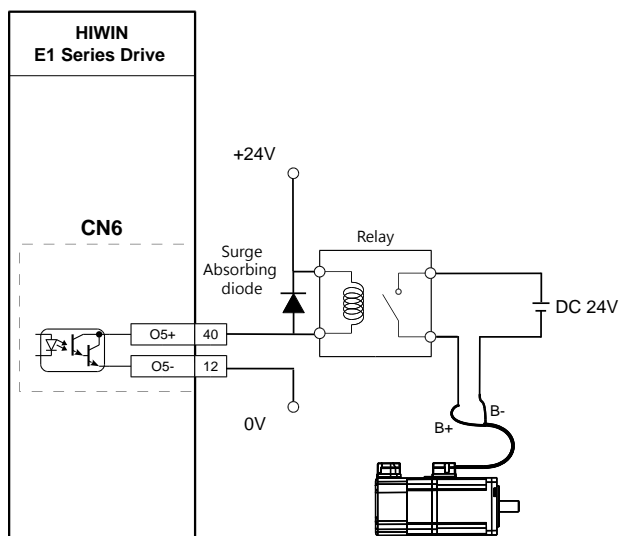 HIWIN
E1 Series Drive
+24V
CN6
Relay
Surge
Absorbing
diode
DC 24V
O5+ 40
O5- 12
0V
B-
B+